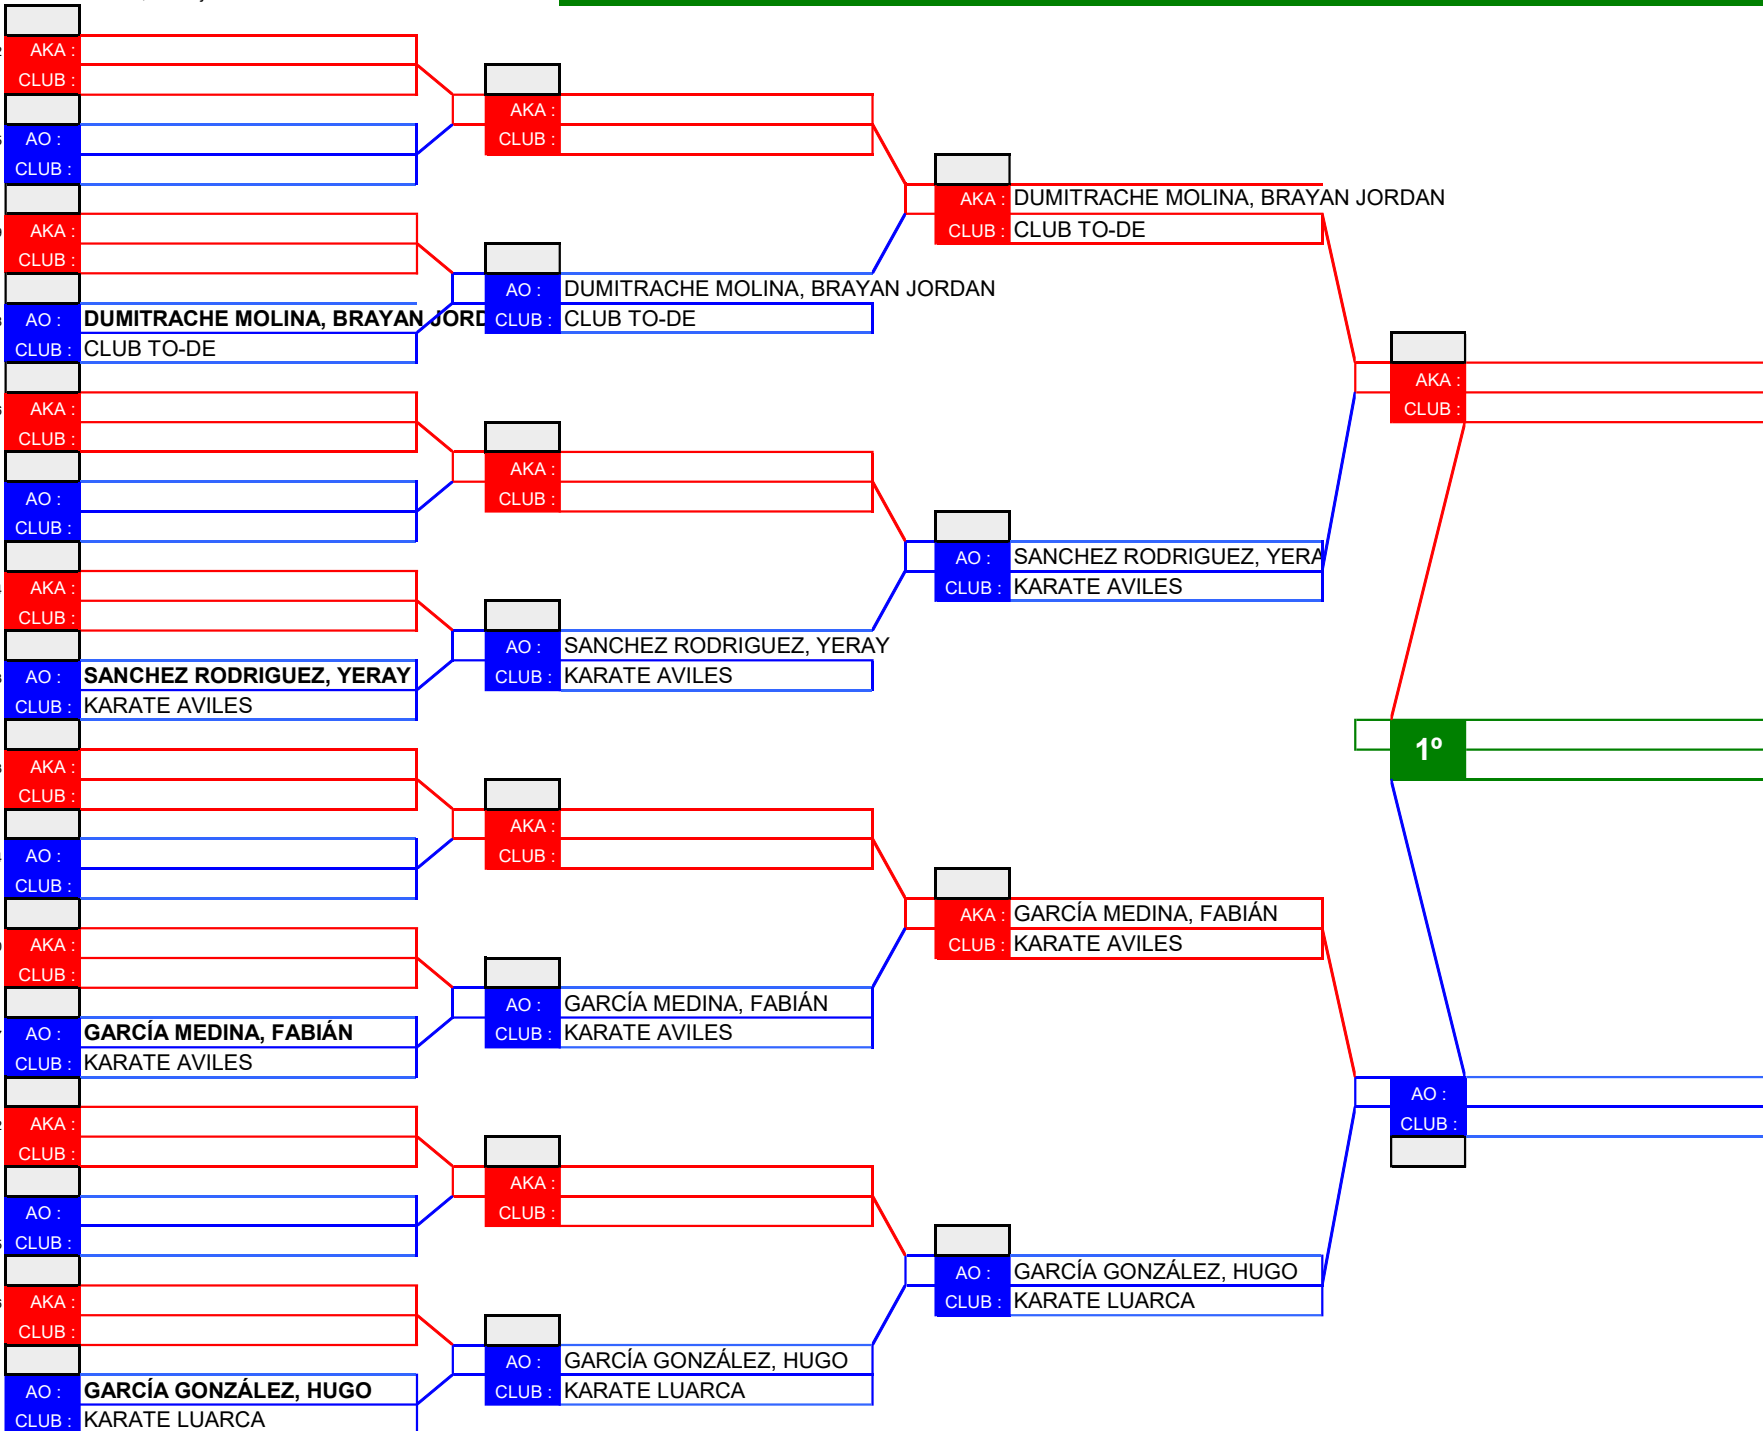 AKA :
CLUB :
AO :
CLUB :
AKA :
CLUB :
AO : DUMITRACHE MOLINA, BRAYAN JORD
CLUB : CLUB TO-DE
AKA :
CLUB :
AO :
CLUB :
AKA :
CLUB :
AO : SANCHEZ RODRIGUEZ, YERAY
CLUB : KARATE AVILES
AKA :
CLUB :
AO :
CLUB :
AKA :
CLUB :
AO : GARCÍA MEDINA, FABIÁN
CLUB : KARATE AVILES
AKA :
CLUB :
AO :
CLUB :
AKA :
CLUB :
AO : GARCÍA GONZÁLEZ, HUGO
CLUB : KARATE LUARCA
AKA :
CLUB :
AO : DUMITRACHE MOLINA, BRAYAN JORDAN
CLUB : CLUB TO-DE
AKA :
CLUB :
AO : SANCHEZ RODRIGUEZ, YERAY
CLUB : KARATE AVILES
AKA :
CLUB :
AO : GARCÍA MEDINA, FABIÁN
CLUB : KARATE AVILES
AKA :
CLUB :
AO : GARCÍA GONZÁLEZ, HUGO
CLUB : KARATE LUARCA
AKA : DUMITRACHE MOLINA, BRAYAN JORDAN
CLUB : CLUB TO-DE
AO : SANCHEZ RODRIGUEZ, YERA
CLUB : KARATE AVILES
AKA : GARCÍA MEDINA, FABIÁN
CLUB : KARATE AVILES
AO : GARCÍA GONZÁLEZ, HUGO
CLUB : KARATE LUARCA
AKA :
CLUB :
1º
AO :
CLUB :